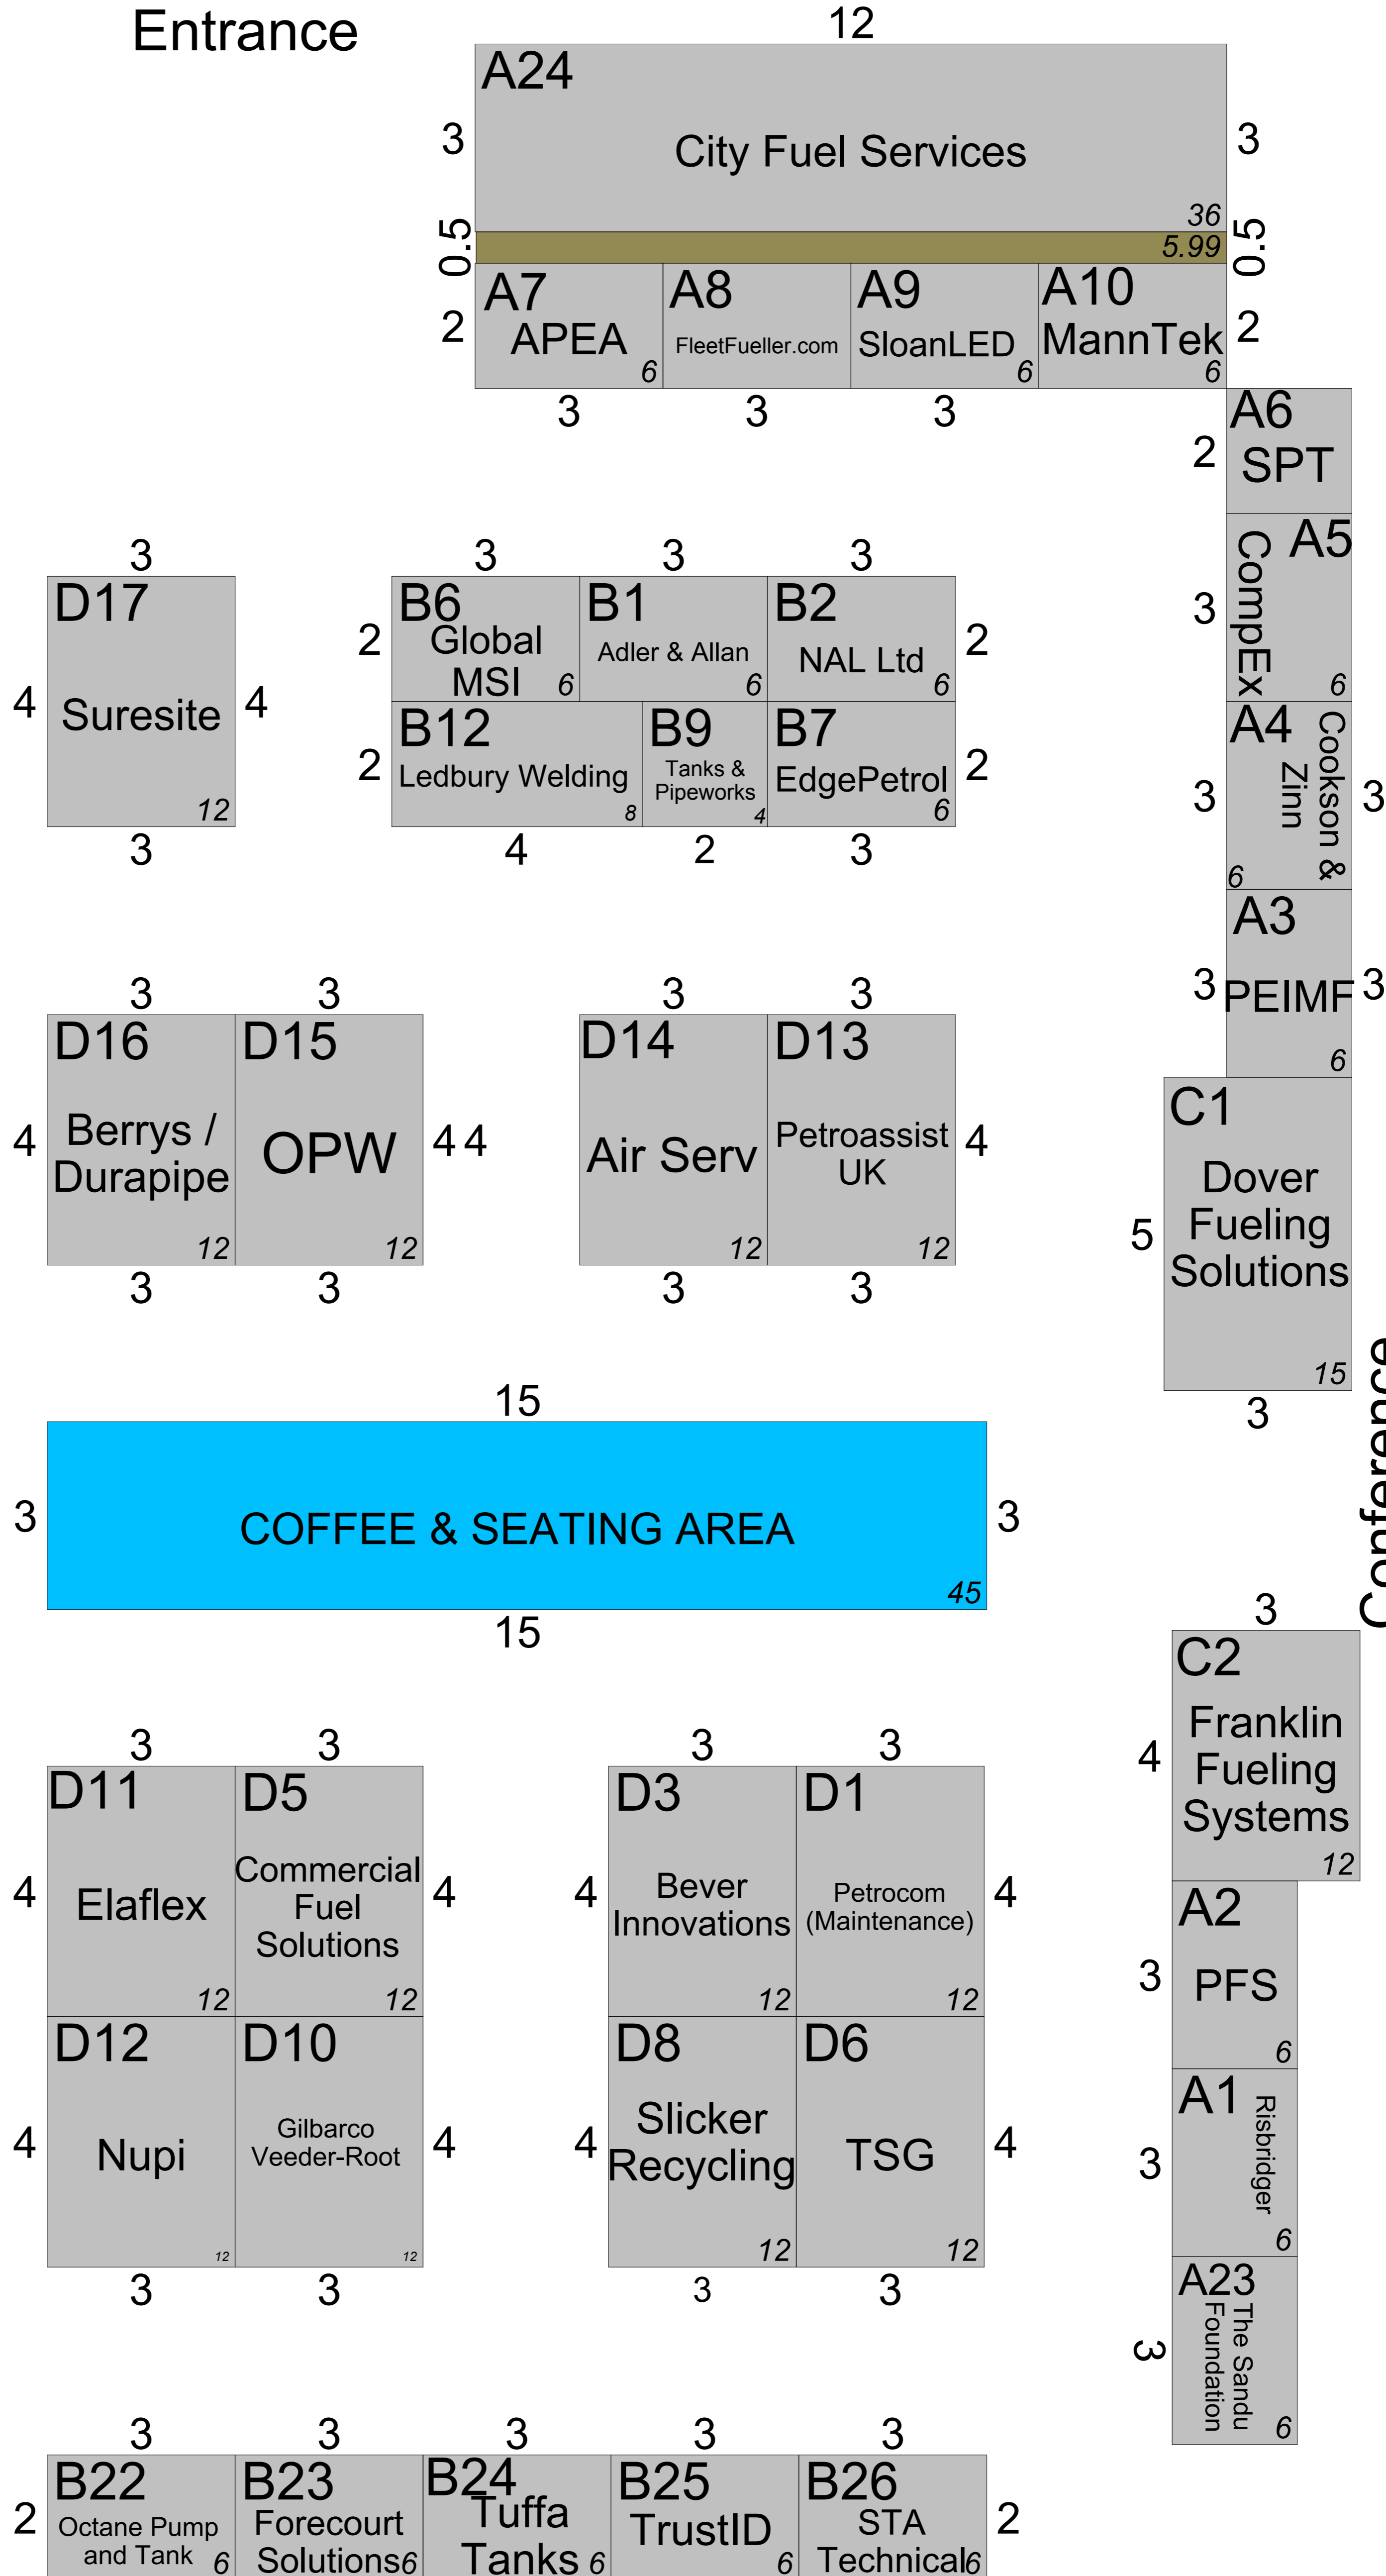 Entrance
12
A24
3
City Fuel Services
3
36
0.5
5.99
0.5
A7
A8
A9
A10
2
APEA
FleetFueller.com
SloanLED
MannTek
2
6
6
6
3
3
3
A6
2
SPT
A5
CompEx
3
6
A4
Cookson &
Zinn
3
3
6
A3
3
PEIMF
3
6
3
D17
4
Suresite
4
12
3
3
3
3
B6
B1
B2
2
Global
MSI
Adler & Allan
NAL Ltd
2
6
6
6
B12
B9
B7
2
Ledbury Welding
Tanks &
Pipeworks
EdgePetrol
2
8
4
6
4
2
3
3
3
D16
D15
4
Berrys /
Durapipe
OPW
4
12
12
3
3
3
3
D14
D13
4
Air Serv
Petroassist
UK
4
12
12
3
3
C1
5
Dover
Fueling
Solutions
15
3
15
3
COFFEE & SEATING AREA
3
45
15
Conference
3
C2
4
Franklin
Fueling
Systems
12
A2
3
PFS
6
A1
Risbridger
3
6
A23
The Sandu
Foundation
3
6
3
3
D11
D5
4
Elaflex
Commercial
Fuel
Solutions
4
12
12
D12
D10
4
Nupi
Gilbarco
Veeder-Root
4
12
12
3
3
3
3
D3
D1
4
Bever
Innovations
Petrocom
(Maintenance)
4
12
12
D8
D6
4
Slicker
Recycling
TSG
4
12
12
3
3
3
3
3
3
3
B22
B23
B24
B25
B26
2
Octane Pump
and Tank
Forecourt
Solutions
Tuffa
Tanks
TrustID
STA
Technical
2
6
6
6
6
6